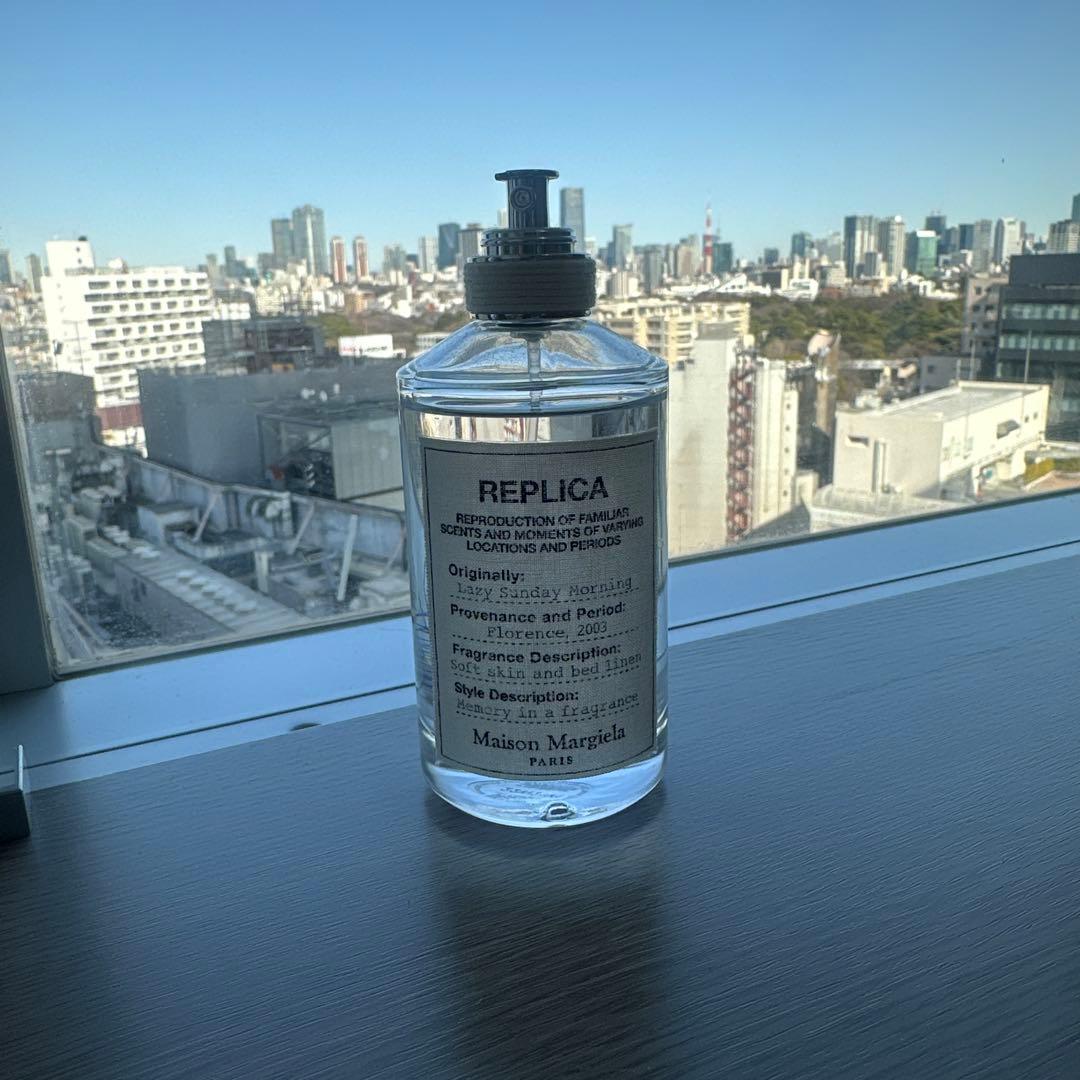 REPLICA
REPRODUCTION OF FAMILIAR
SCENTS AND MOMENTS OF VARYING
LOCATIONS AND PERIODS
Originally:
Lazy Sunday Morning
Provenance and Period:
Florence, 2003
Fragrance Description:
Soft skin and bed linen
Style Description:
Memory in a fragrance
Maison Margiela
PARIS